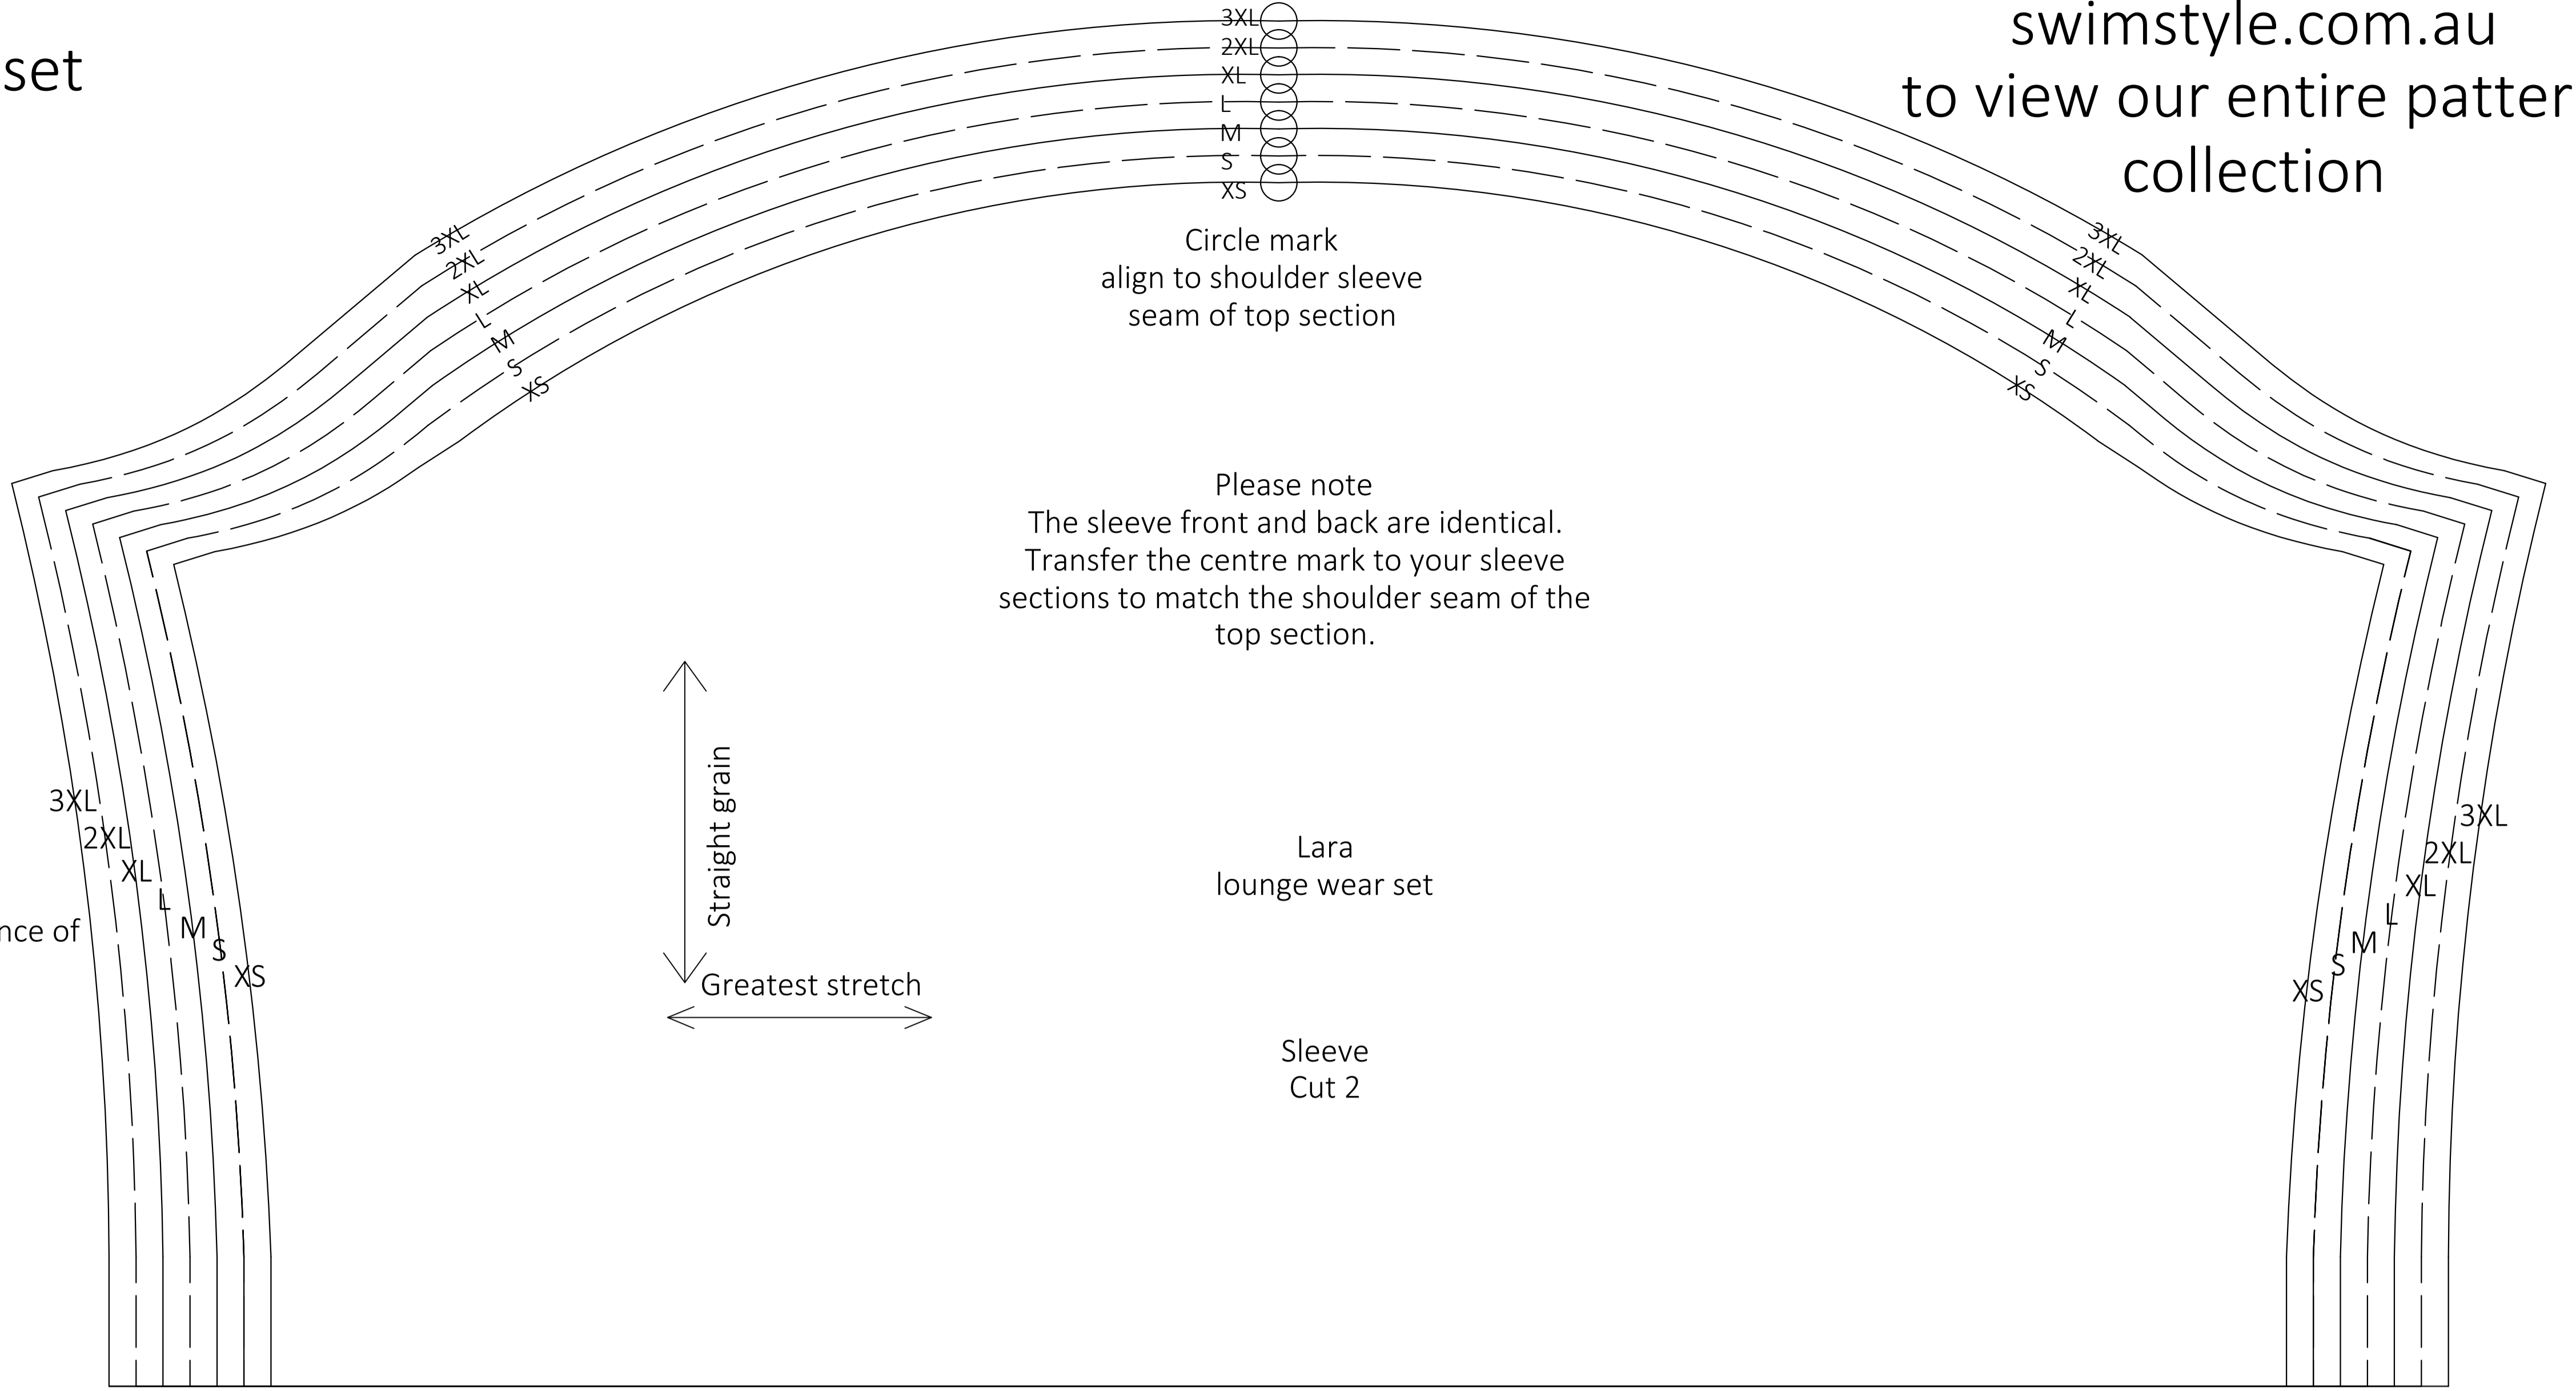 set
swimstyle.com.au
to view our entire patter
collection
3XL
2XL
XL
L
M
S
XS
3XL
2XL
XL
L
M
S
XS
3XL
2XL
XL
L
M
S
XS
Circle mark
align to shoulder sleeve
seam of top section
Please note
The sleeve front and back are identical.
Transfer the centre mark to your sleeve
sections to match the shoulder seam of the
top section.
Straight grain
Greatest stretch
Lara
lounge wear set
Sleeve
Cut 2
3XL
2XL
XL
L
M
S
XS
nce of
3XL
2XL
XL
L
M
S
XS